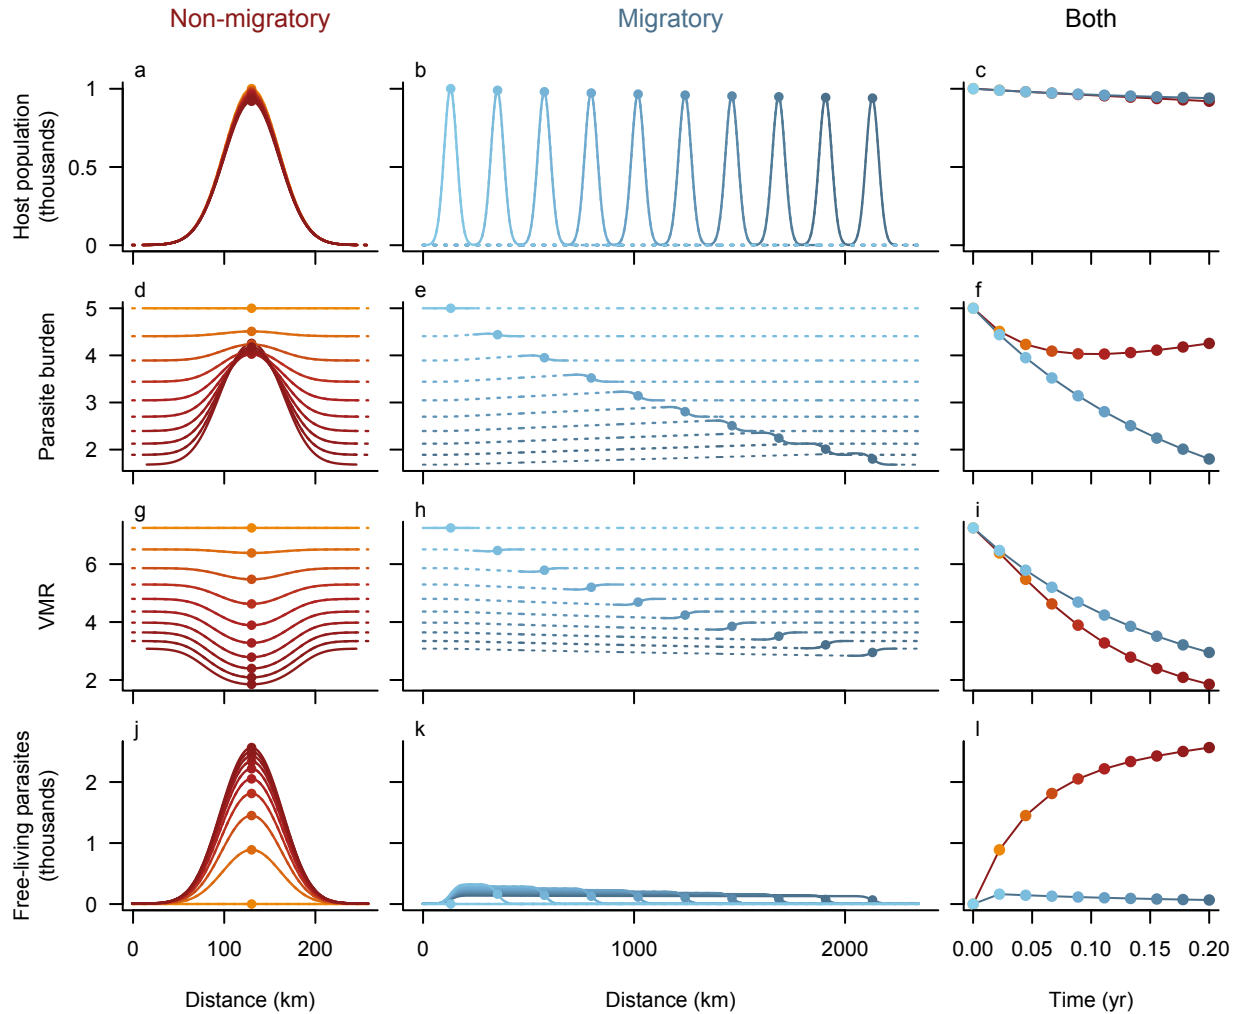 Non-migratory Migratory Both
a b c
Host population
(thousands)
1
0.5
0
d e f
Parasite burden
5
4
3
2
g h i
VMR
6
4
2
j k l
Free-living parasites
(thousands)
2
1
0
0 100 200 0 1000 2000 0.00 0.05 0.10 0.15 0.20
Distance (km) Distance (km) Time (yr)